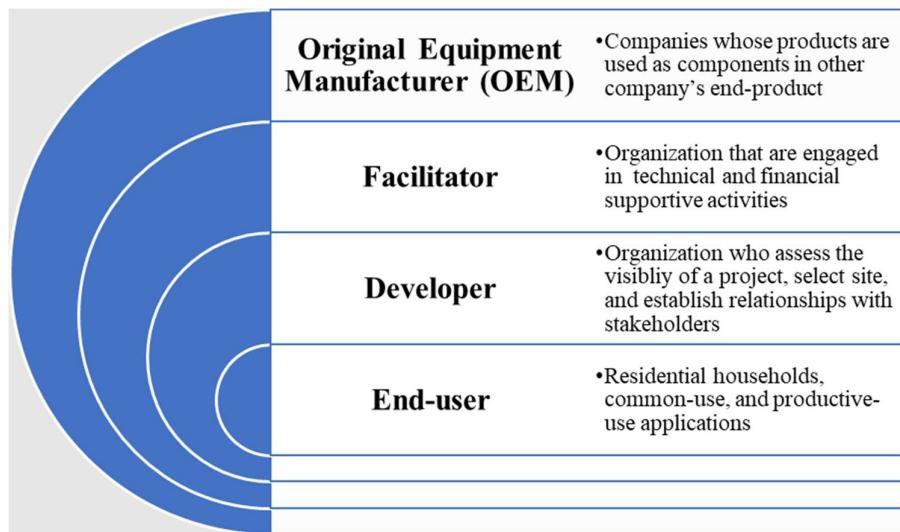 Original Equipment
Manufacturer (OEM)
•Companies whose products are
used as components in other
company's end-product
Facilitator
•Organization that are engaged
in technical and financial
supportive activities
Developer
•Organization who assess the
visibliy of a project, select site,
and establish relationships with
stakeholders
End-user
•Residential households,
common-use, and productive-
use applications